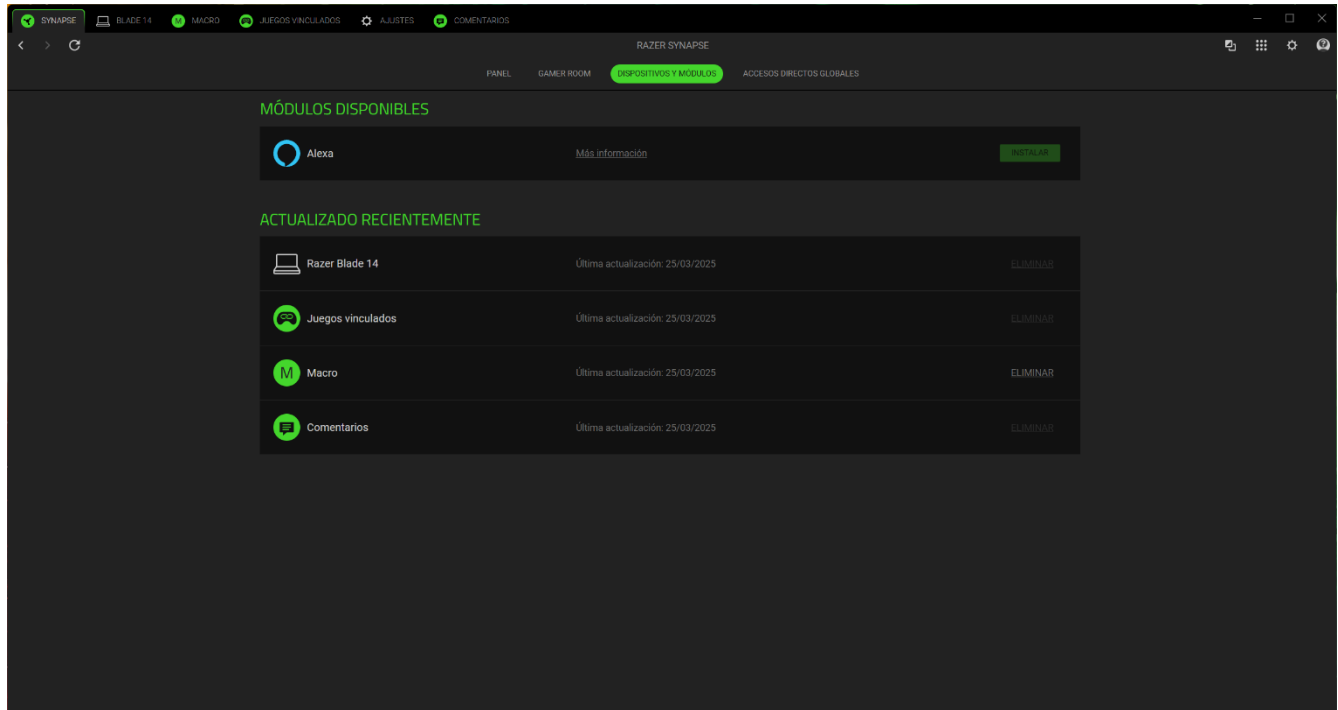 SYNAPSE BLADE 14 MACRO JUEGOS VINCULADOS AJUSTES COMENTARIOS
RAZER SYNAPSE
PANEL GAMER ROOM DISPOSITIVOS Y MÓDULOS ACCESOS DIRECTOS GLOBALES
MÓDULOS DISPONIBLES
Alexa Más información INSTALAR
ACTUALIZADO RECIENTEMENTE
Razer Blade 14 Última actualización: 25/03/2025 ELIMINAR
Juegos vinculados Última actualización: 25/03/2025 ELIMINAR
M Macro Última actualización: 25/03/2025 ELIMINAR
Comentarios Última actualización: 25/03/2025 ELIMINAR